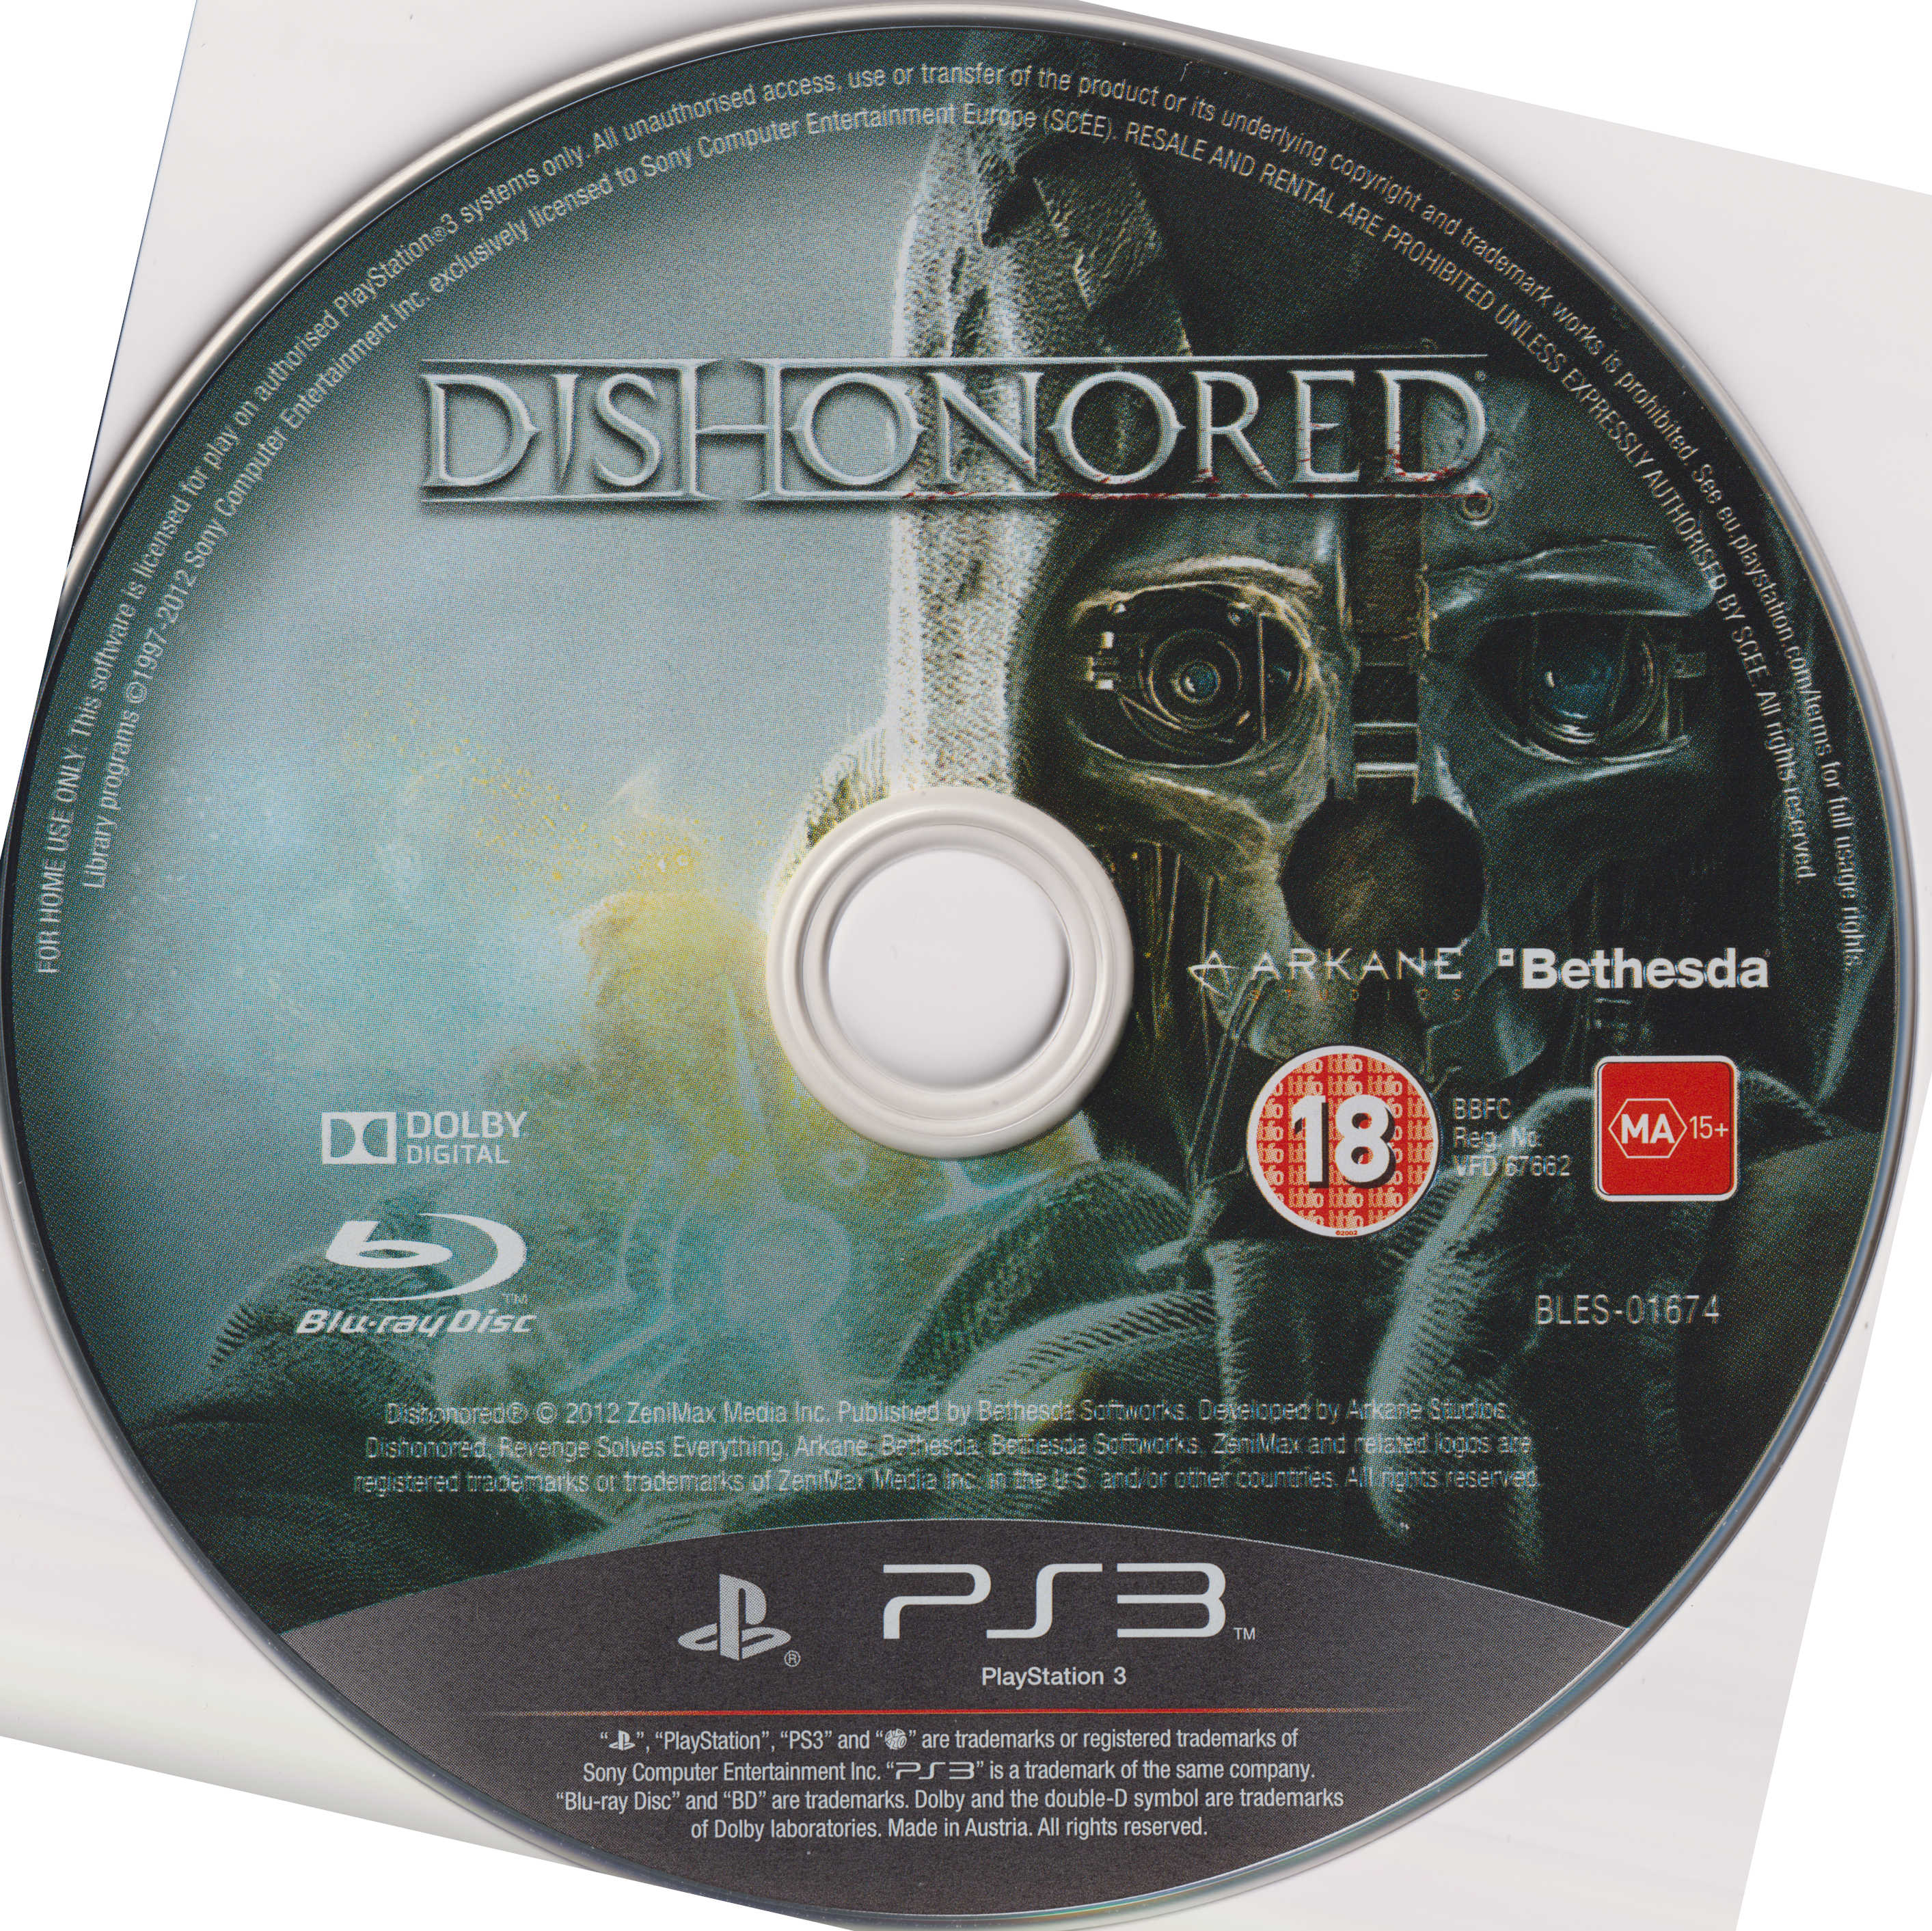 FOR HOME USE ONLY. This software is licensed for play on authorised PlayStation®3 systems only. All unauthorised access, use or transfer of the product or its underlying copyright and trademark works is prohibited. See eu.playstation.com/terms for full usage rights.
Library programs ©1997-2012 Sony Computer Entertainment Inc. exclusively licensed to Sony Computer Entertainment Europe (SCEE). RESALE AND RENTAL ARE PROHIBITED UNLESS EXPRESSLY AUTHORISED BY SCEE. All rights reserved.
DISHONORED®
ARKANE
STUDIOS
Bethesda®
DOLBY
DIGITAL
18
©2002
BBFC
Reg. No.
VFD 67662
MA 15+
Blu-ray Disc™
BLES-01674
Dishonored® © 2012 ZeniMax Media Inc. Published by Bethesda Softworks. Developed by Arkane Studios.
Dishonored, Revenge Solves Everything, Arkane, Bethesda, Bethesda Softworks, ZeniMax and related logos are
registered trademarks or trademarks of ZeniMax Media Inc. in the U.S. and/or other countries. All rights reserved.
®
PS3™
PlayStation 3
“ ”, “PlayStation”, “PS3” and “ ” are trademarks or registered trademarks of
Sony Computer Entertainment Inc. “PS3” is a trademark of the same company.
“Blu-ray Disc” and “BD” are trademarks. Dolby and the double-D symbol are trademarks
of Dolby laboratories. Made in Austria. All rights reserved.